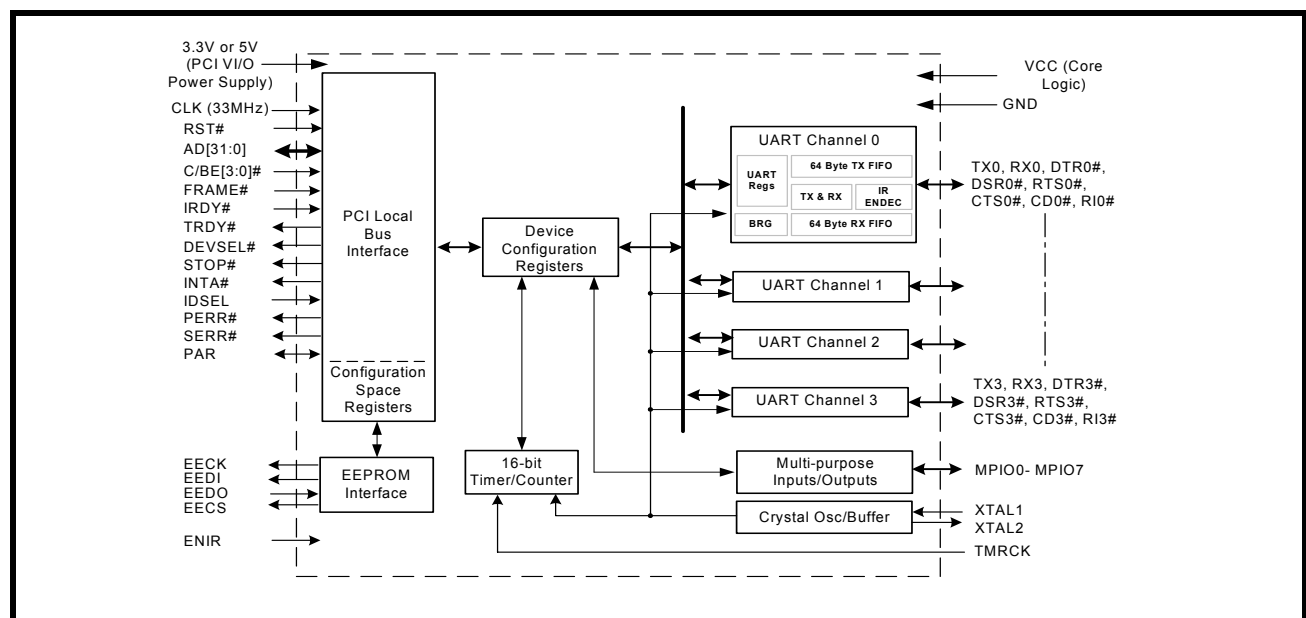 3.3V or 5V
(PCI VI/O
Power Supply)
CLK (33MHz)
RST#
AD[31:0]
C/BE[3:0]#
FRAME#
IRDY#
TRDY#
DEVSEL#
STOP#
INTA#
IDSEL
PERR#
SERR#
PAR
EECK
EEDI
EEDO
EECS
ENIR
PCI Local
Bus
Interface
Configuration
Space
Registers
EEPROM
Interface
Device
Configuration
Registers
16-bit
Timer/Counter
UART Channel 0
UART
Regs
64 Byte TX FIFO
TX & RX
IR
ENDEC
BRG
64 Byte RX FIFO
UART Channel 1
UART Channel 2
UART Channel 3
Multi-purpose
Inputs/Outputs
Crystal Osc/Buffer
VCC (Core
Logic)
GND
TX0, RX0, DTR0#,
DSR0#, RTS0#,
CTS0#, CD0#, RI0#
TX3, RX3, DTR3#,
DSR3#, RTS3#,
CTS3#, CD3#, RI3#
MPIO0- MPIO7
XTAL1
XTAL2
TMRCK